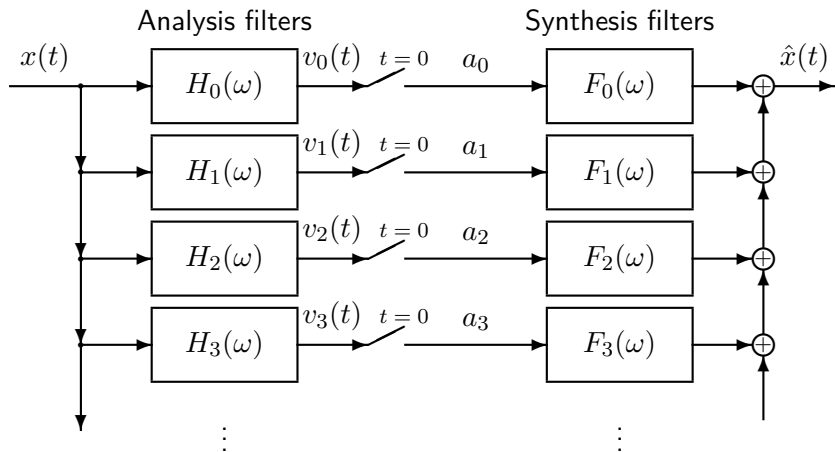 Analysis filters Synthesis filters
x(t) H₀(ω) v₀(t) t = 0 a₀ F₀(ω) + x̂(t)
H₁(ω) v₁(t) t = 0 a₁ F₁(ω) +
H₂(ω) v₂(t) t = 0 a₂ F₂(ω) +
H₃(ω) v₃(t) t = 0 a₃ F₃(ω) +
⋮ ⋮